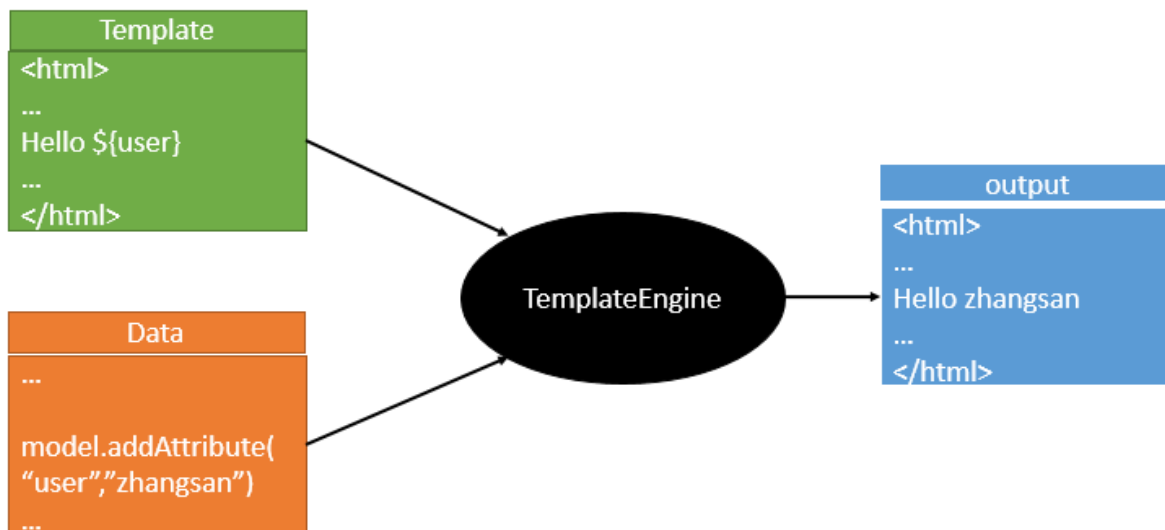 Template
<html>
...
Hello ${user}
...
</html>
Data
...
model.addAttribute(
“user”,”zhangsan”)
...
TemplateEngine
output
<html>
...
Hello zhangsan
...
</html>